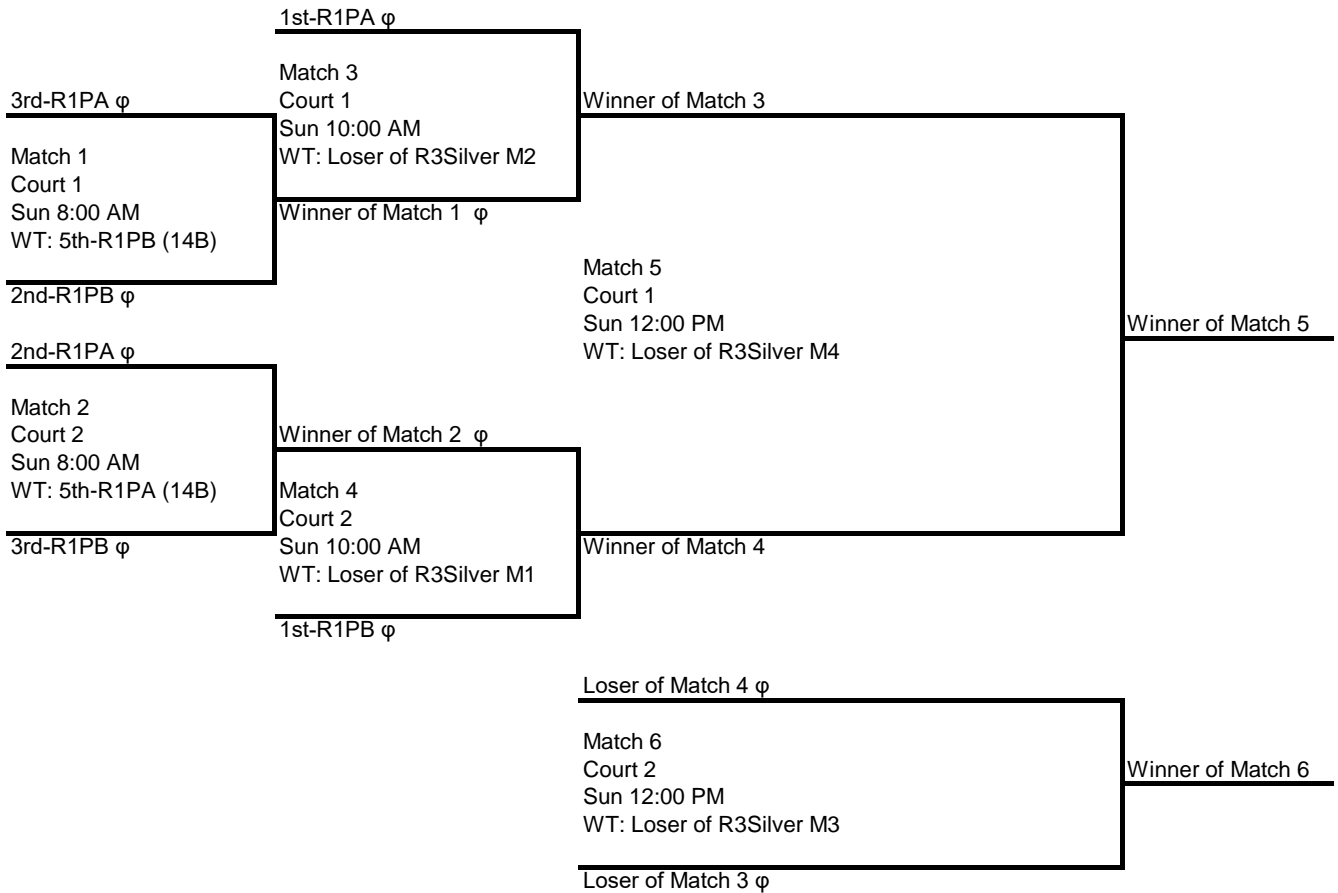 1st-R1PA φ
Match 3
Court 1
Sun 10:00 AM
WT: Loser of R3Silver M2
3rd-R1PA φ
Winner of Match 3
Match 1
Court 1
Sun 8:00 AM
WT: 5th-R1PB (14B)
Winner of Match 1 φ
2nd-R1PB φ
Match 5
Court 1
Sun 12:00 PM
WT: Loser of R3Silver M4
Winner of Match 5
2nd-R1PA φ
Match 2
Court 2
Sun 8:00 AM
WT: 5th-R1PA (14B)
Winner of Match 2 φ
3rd-R1PB φ
Match 4
Court 2
Sun 10:00 AM
WT: Loser of R3Silver M1
Winner of Match 4
1st-R1PB φ
Loser of Match 4 φ
Match 6
Court 2
Sun 12:00 PM
WT: Loser of R3Silver M3
Winner of Match 6
Loser of Match 3 φ